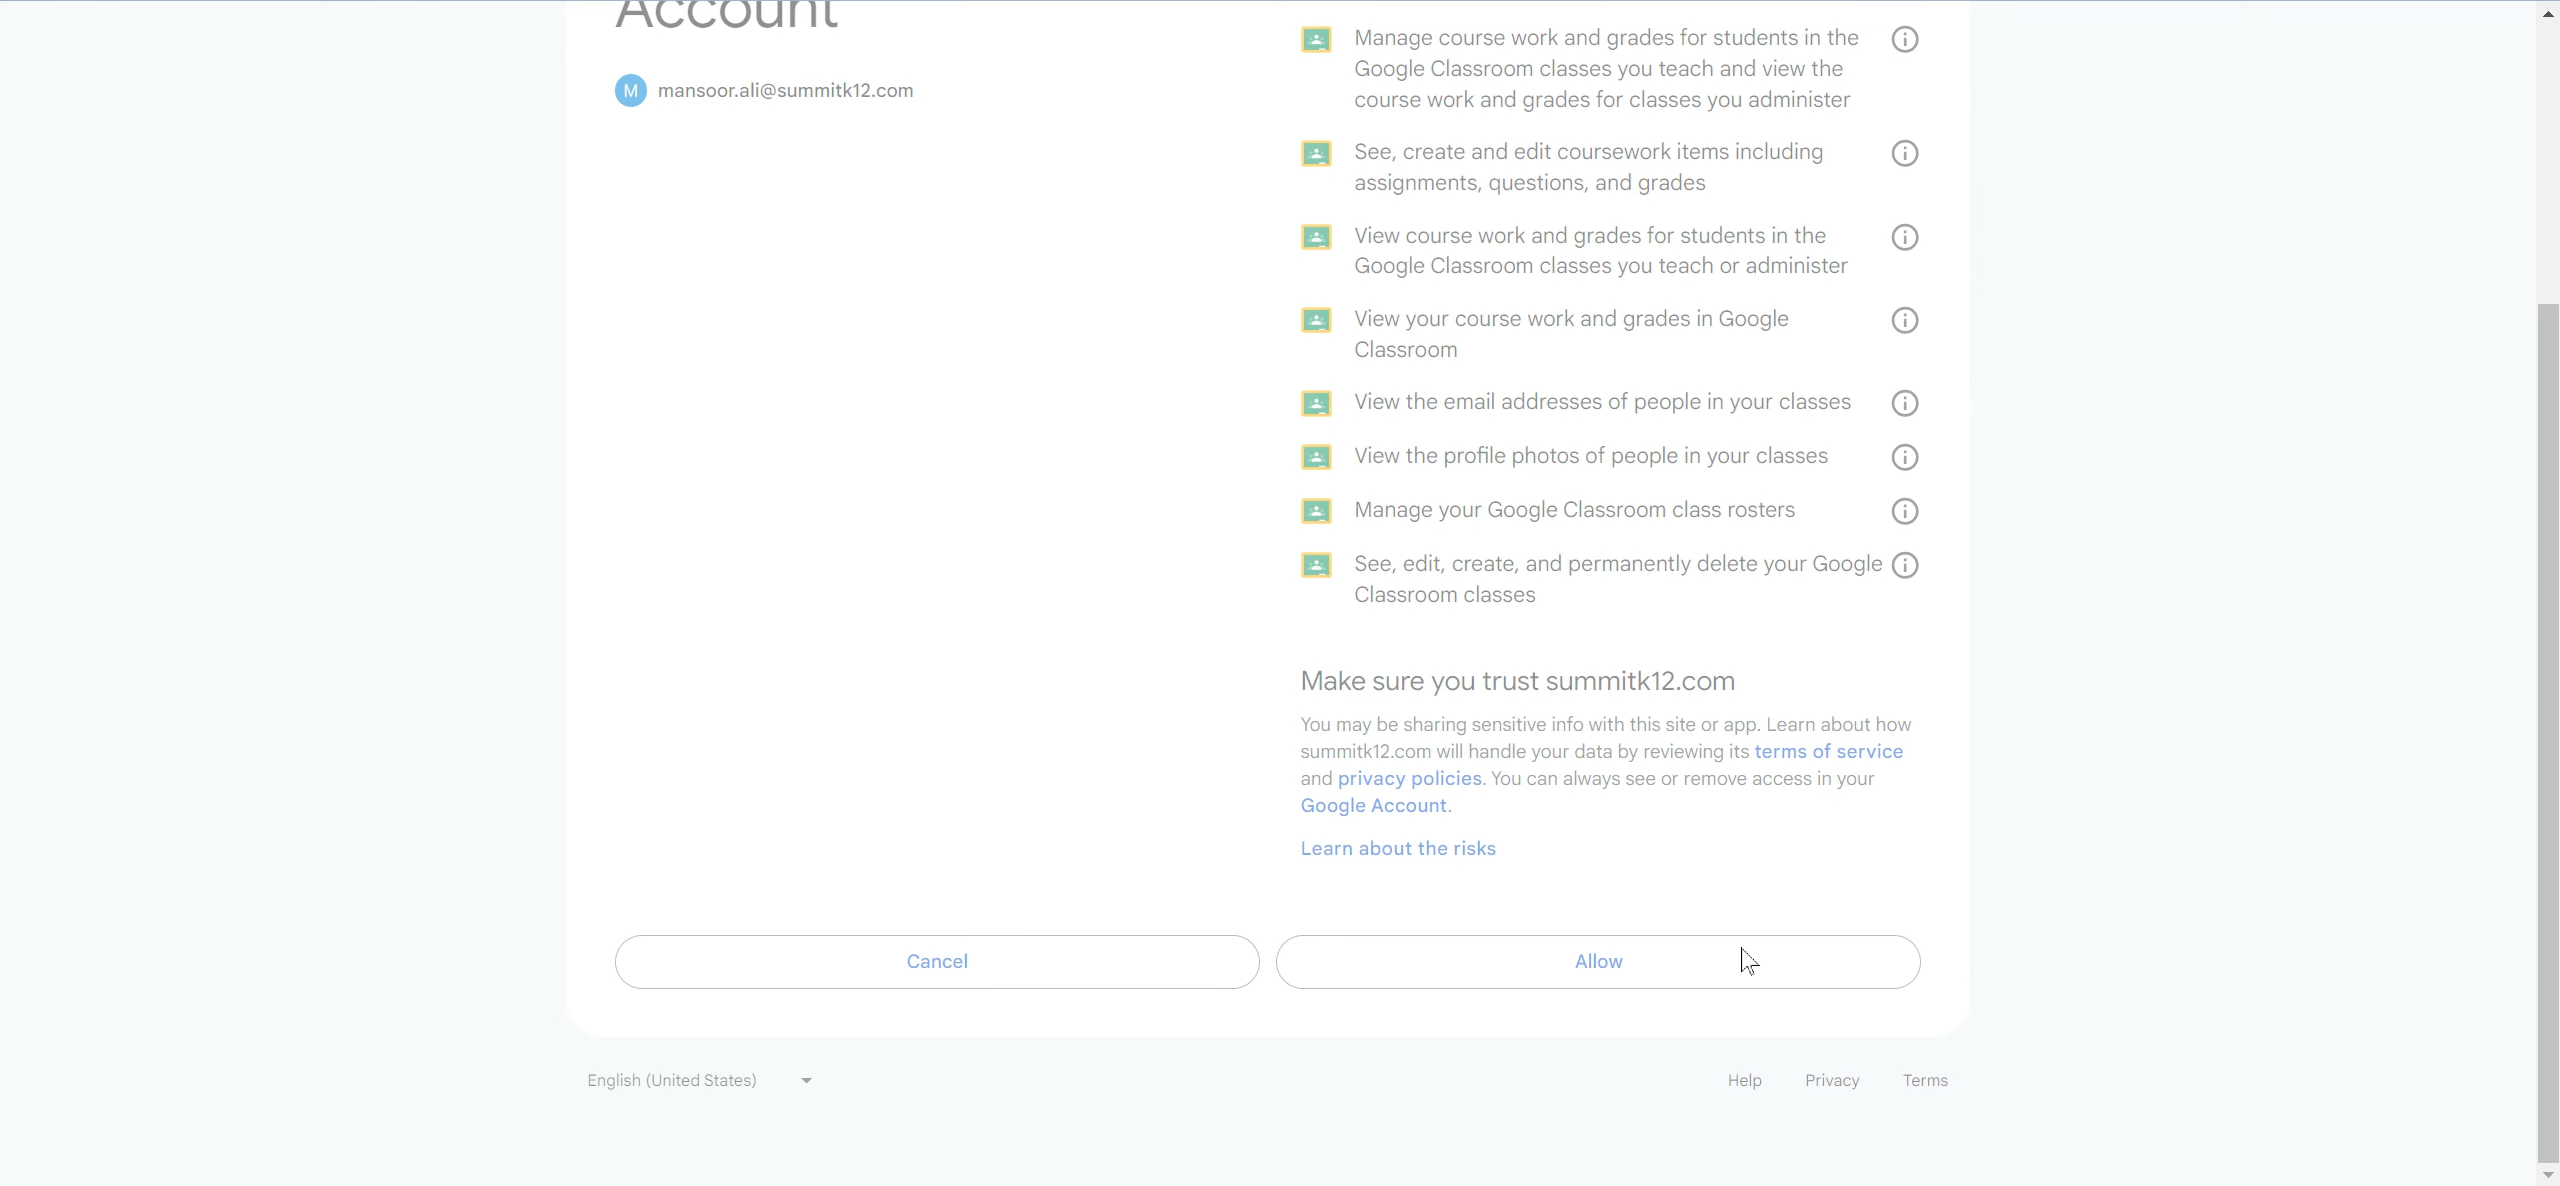 Account
M mansoor.ali@summitk12.com
Manage course work and grades for students in the
Google Classroom classes you teach and view the
course work and grades for classes you administer
See, create and edit coursework items including
assignments, questions, and grades
View course work and grades for students in the
Google Classroom classes you teach or administer
View your course work and grades in Google
Classroom
View the email addresses of people in your classes
View the profile photos of people in your classes
Manage your Google Classroom class rosters
See, edit, create, and permanently delete your Google
Classroom classes
Make sure you trust summitk12.com
You may be sharing sensitive info with this site or app. Learn about how
summitk12.com will handle your data by reviewing its terms of service
and privacy policies. You can always see or remove access in your
Google Account.
Learn about the risks
Cancel
Allow
English (United States)
Help Privacy Terms